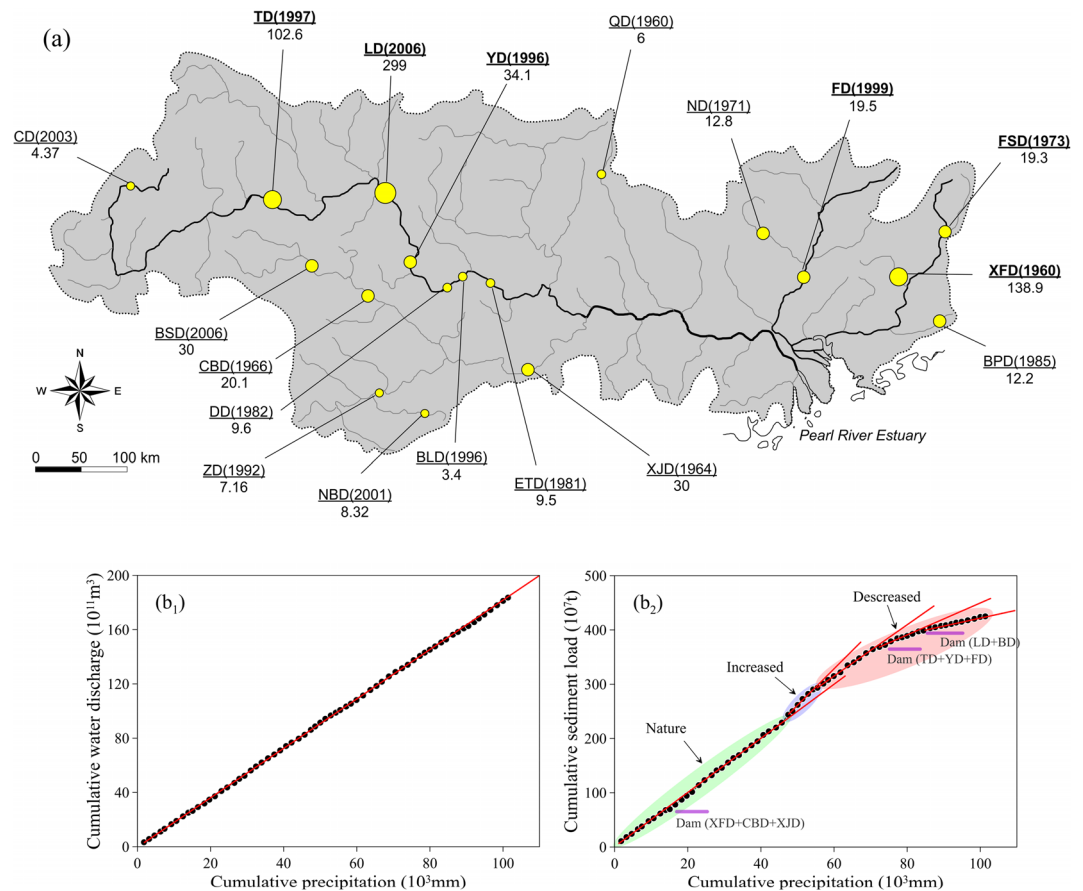 (a)
TD(1997)
102.6
LD(2006)
299
YD(1996)
34.1
QD(1960)
6
ND(1971)
12.8
FD(1999)
19.5
FSD(1973)
19.3
CD(2003)
4.37
XFD(1960)
138.9
BSD(2006)
30
CBD(1966)
20.1
DD(1982)
9.6
ZD(1992)
7.16
NBD(2001)
8.32
BLD(1996)
3.4
ETD(1981)
9.5
XJD(1964)
30
BPD(1985)
12.2
Pearl River Estuary
N
W E
S
0 50 100 km
(b₁)
Cumulative water discharge (10¹¹m³)
200
160
120
80
40
0
0 20 40 60 80 100
Cumulative precipitation (10³mm)
(b₂)
Cumulative sediment load (10⁷t)
500
400
300
200
100
0
Descreased
Dam (LD+BD)
Dam (TD+YD+FD)
Increased
Nature
Dam (XFD+CBD+XJD)
0 20 40 60 80 100
Cumulative precipitation (10³mm)